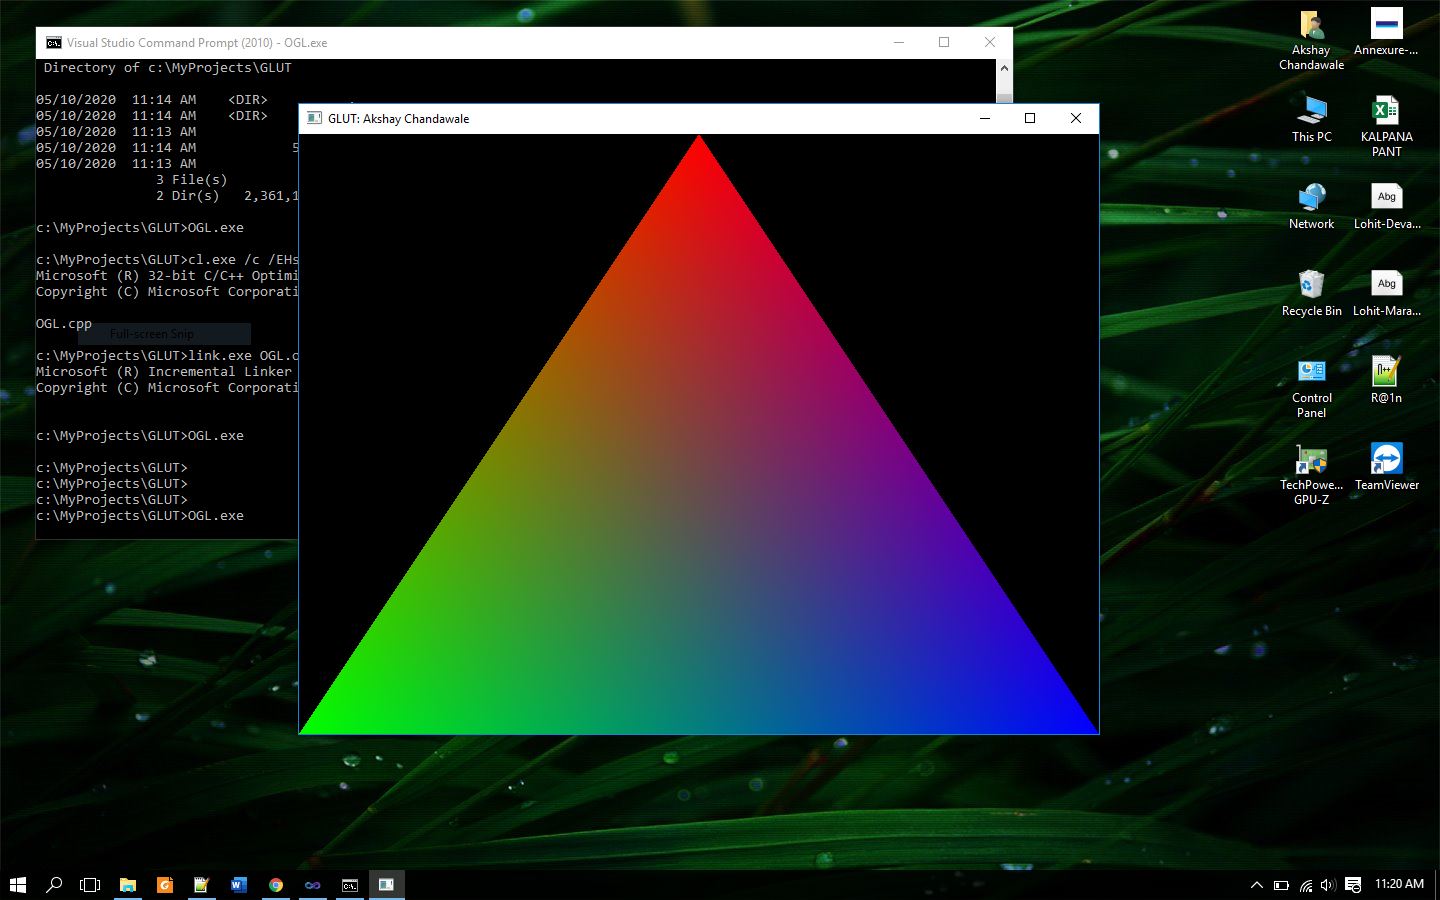 Visual Studio Command Prompt (2010) - OGL.exe
Directory of c:\MyProjects\GLUT
05/10/2020  11:14 AM    <DIR>
05/10/2020  11:14 AM    <DIR>
05/10/2020  11:13 AM
05/10/2020  11:14 AM            5
05/10/2020  11:13 AM
3 File(s)
2 Dir(s)   2,361,1
c:\MyProjects\GLUT>OGL.exe
c:\MyProjects\GLUT>cl.exe /c /EHs
Microsoft (R) 32-bit C/C++ Optimi
Copyright (C) Microsoft Corporati
OGL.cpp
Full-screen Snip
c:\MyProjects\GLUT>link.exe OGL.o
Microsoft (R) Incremental Linker
Copyright (C) Microsoft Corporati
c:\MyProjects\GLUT>OGL.exe
c:\MyProjects\GLUT>
c:\MyProjects\GLUT>
c:\MyProjects\GLUT>
c:\MyProjects\GLUT>OGL.exe
GLUT: Akshay Chandawale
Akshay
Chandawale
Annexure-...
This PC
KALPANA
PANT
Network
Abg
Lohit-Deva...
Recycle Bin
Abg
Lohit-Mara...
Control
Panel
R@1n
TechPowe...
GPU-Z
TeamViewer
11:20 AM